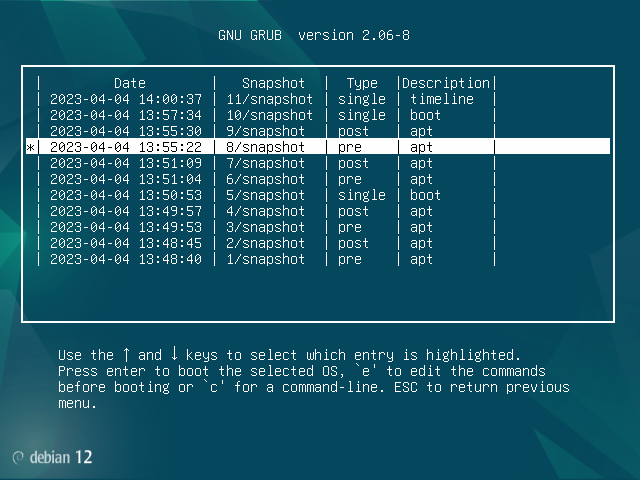 GNU GRUB  version 2.06-8
|         Date        |   Snapshot  |  Type  |Description|
| 2023-04-04 14:00:37 | 11/snapshot | single | timeline  |
| 2023-04-04 13:57:34 | 10/snapshot | single | boot      |
| 2023-04-04 13:55:30 | 9/snapshot  | post   | apt       |
*| 2023-04-04 13:55:22 | 8/snapshot  | pre    | apt       |
| 2023-04-04 13:51:09 | 7/snapshot  | post   | apt       |
| 2023-04-04 13:51:04 | 6/snapshot  | pre    | apt       |
| 2023-04-04 13:50:53 | 5/snapshot  | single | boot      |
| 2023-04-04 13:49:57 | 4/snapshot  | post   | apt       |
| 2023-04-04 13:49:53 | 3/snapshot  | pre    | apt       |
| 2023-04-04 13:48:45 | 2/snapshot  | post   | apt       |
| 2023-04-04 13:48:40 | 1/snapshot  | pre    | apt       |
Use the ↑ and ↓ keys to select which entry is highlighted.
Press enter to boot the selected OS, `e' to edit the commands
before booting or `c' for a command-line. ESC to return previous
menu.
debian 12